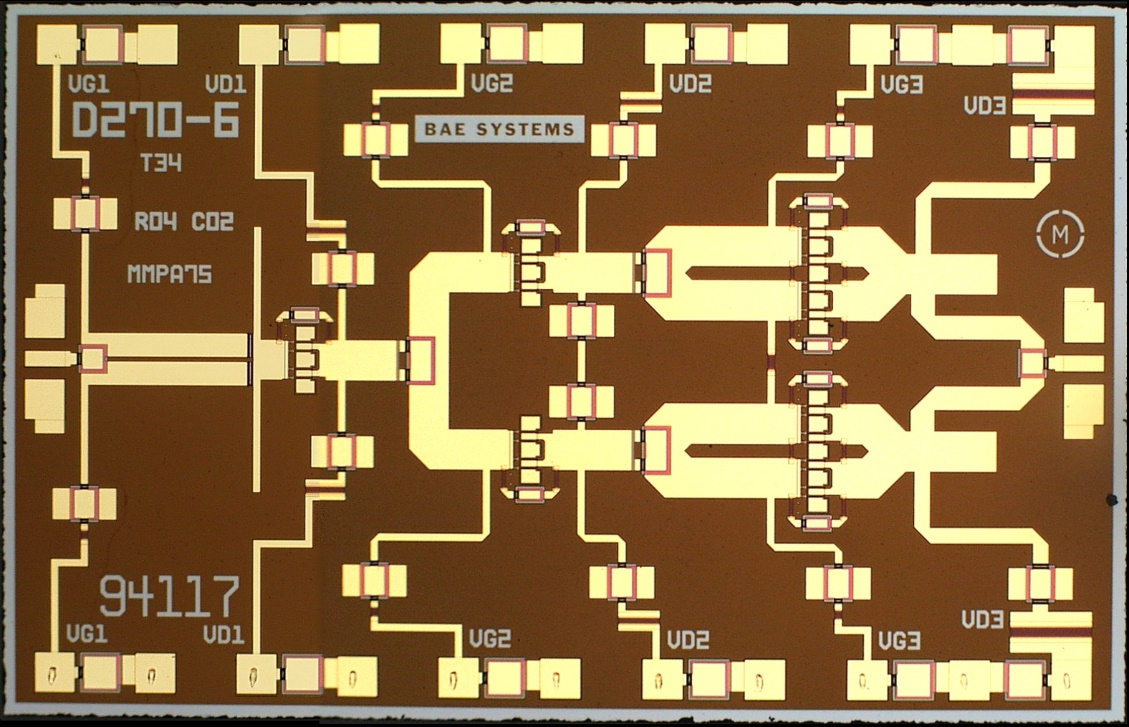 VG1
VD1
VG2
VD2
VG3
VD3
D270-6
BAE SYSTEMS
T34
R04 C02
MMPA75
M
94117
VG1
VD1
VG2
VD2
VG3
VD3